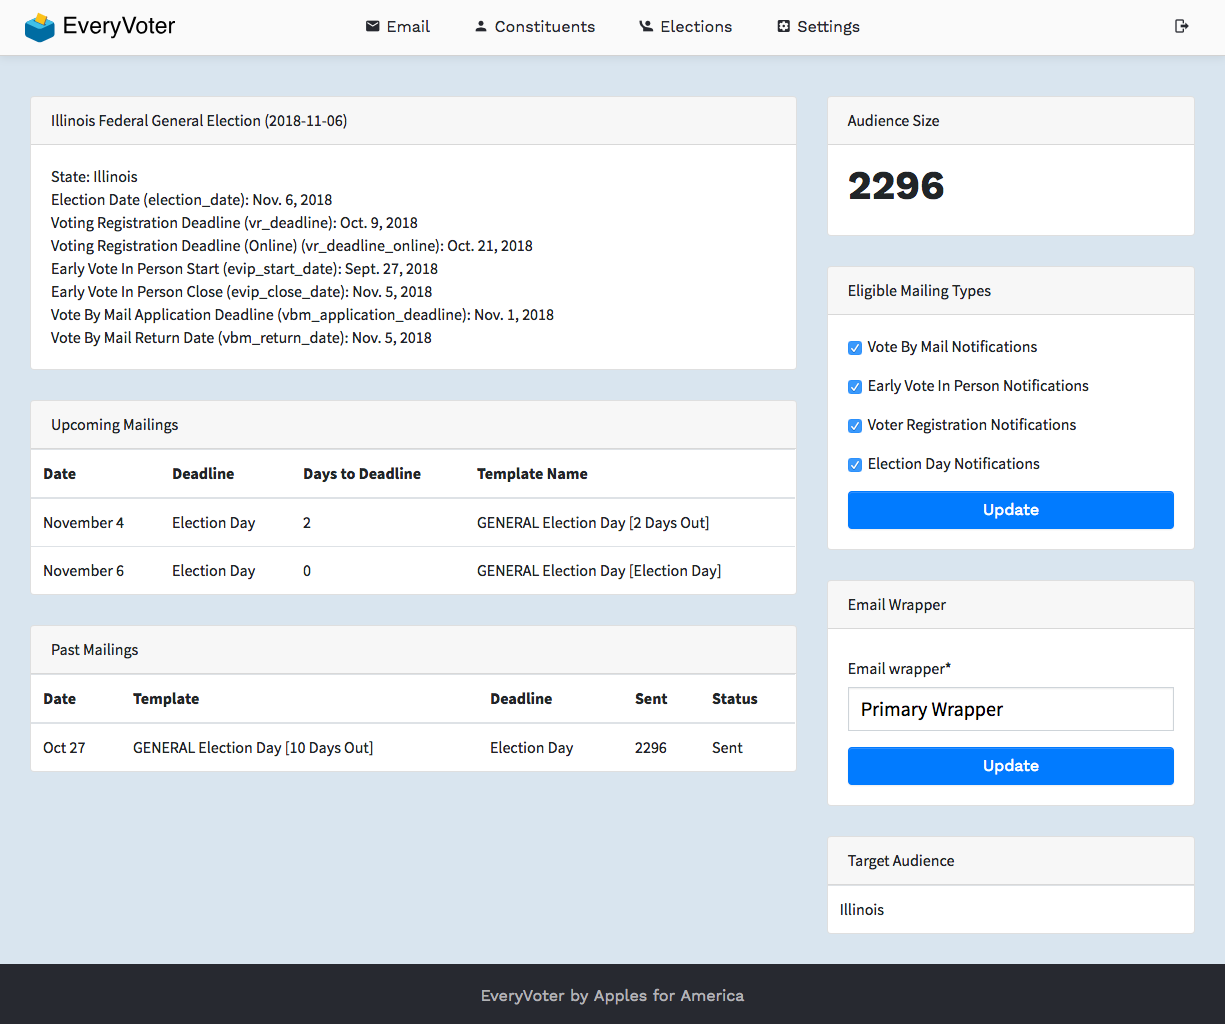 EveryVoter
Email
Constituents
Elections
Settings
Illinois Federal General Election (2018-11-06)
State: Illinois
Election Date (election_date): Nov. 6, 2018
Voting Registration Deadline (vr_deadline): Oct. 9, 2018
Voting Registration Deadline (Online) (vr_deadline_online): Oct. 21, 2018
Early Vote In Person Start (evip_start_date): Sept. 27, 2018
Early Vote In Person Close (evip_close_date): Nov. 5, 2018
Vote By Mail Application Deadline (vbm_application_deadline): Nov. 1, 2018
Vote By Mail Return Date (vbm_return_date): Nov. 5, 2018
Upcoming Mailings
Date Deadline Days to Deadline Template Name
November 4 Election Day 2 GENERAL Election Day [2 Days Out]
November 6 Election Day 0 GENERAL Election Day [Election Day]
Past Mailings
Date Template Deadline Sent Status
Oct 27 GENERAL Election Day [10 Days Out] Election Day 2296 Sent
Audience Size
2296
Eligible Mailing Types
Vote By Mail Notifications
Early Vote In Person Notifications
Voter Registration Notifications
Election Day Notifications
Update
Email Wrapper
Email wrapper*
Primary Wrapper
Update
Target Audience
Illinois
EveryVoter by Apples for America